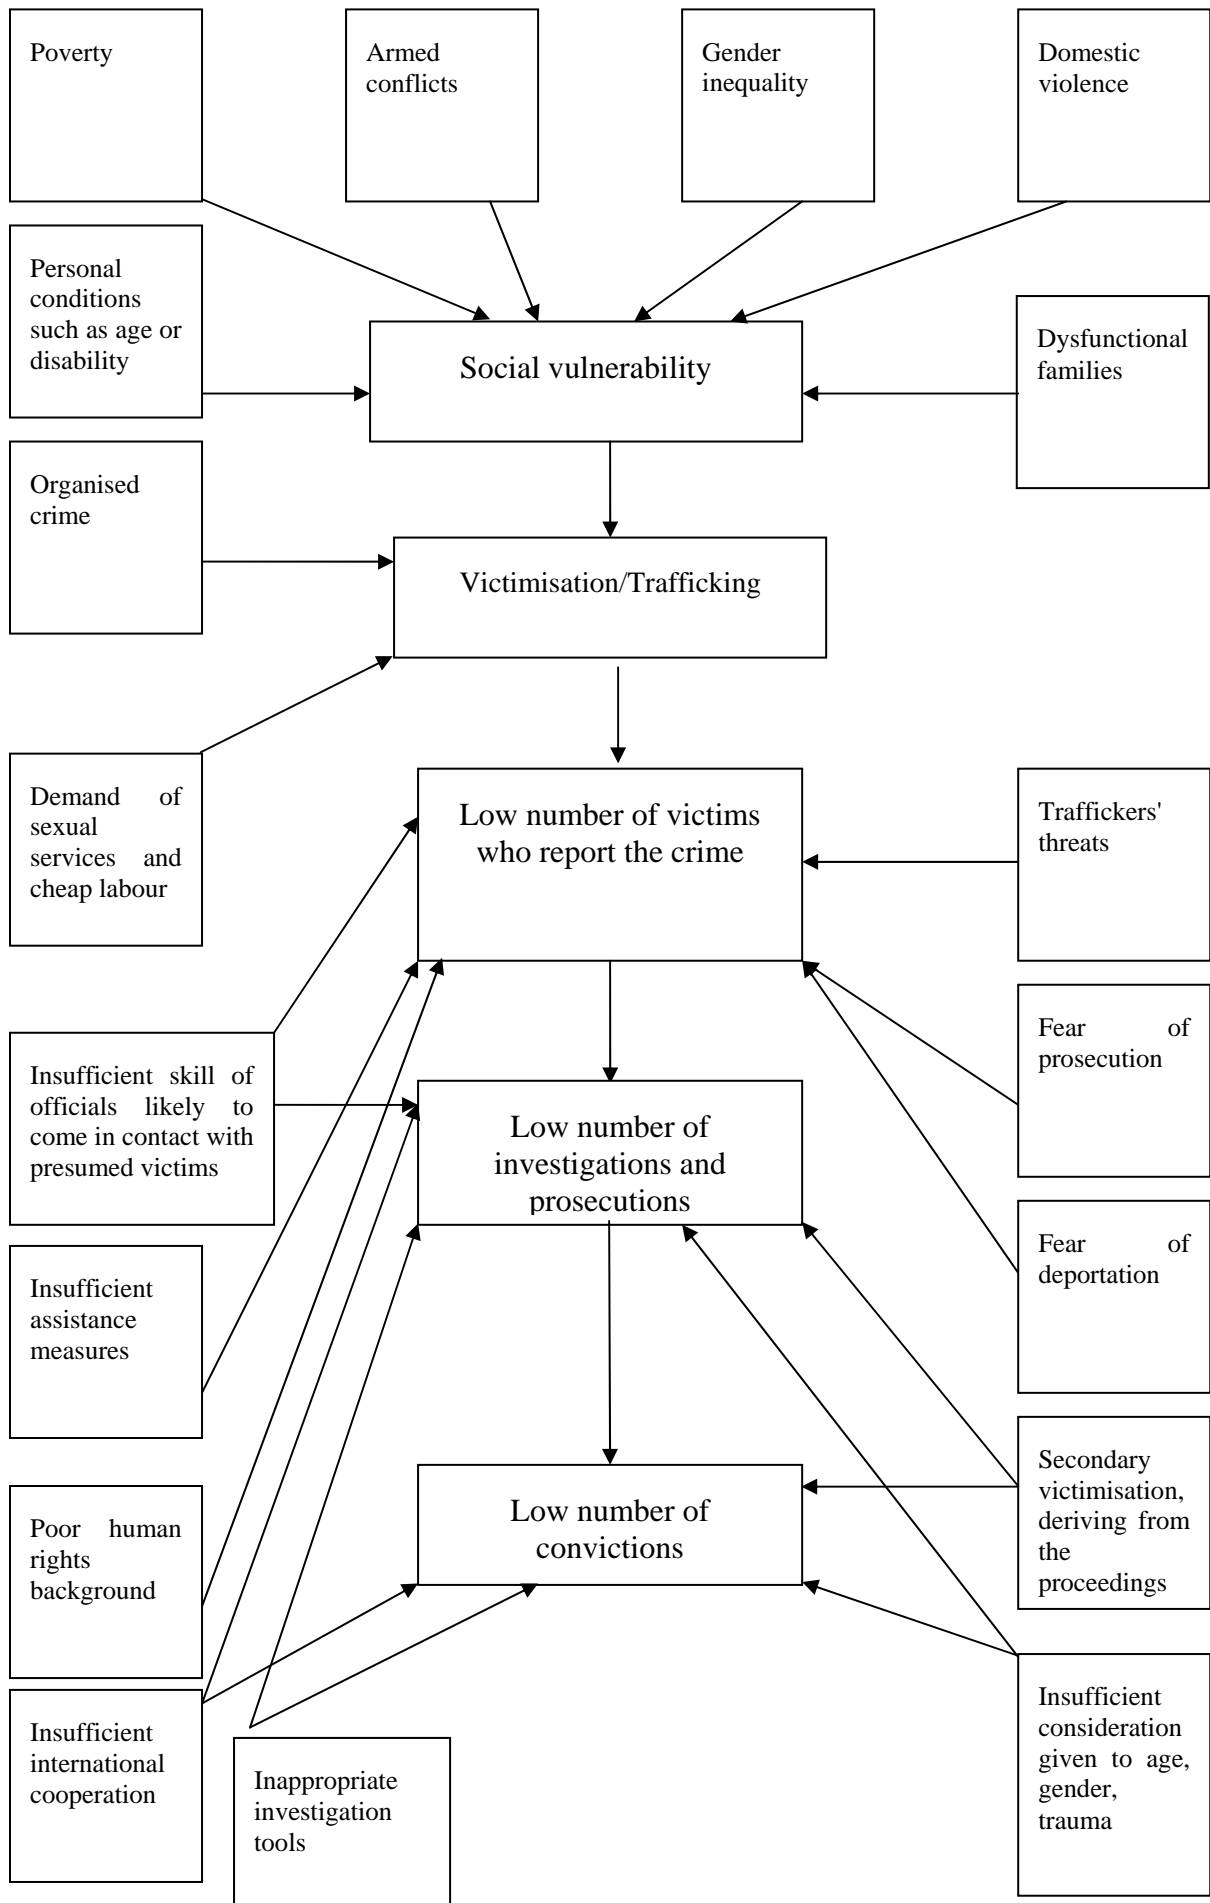 Poverty
Armed
conflicts
Gender
inequality
Domestic
violence
Personal
conditions
such as age or
disability
Social vulnerability
Dysfunctional
families
Organised
crime
Victimisation/Trafficking
Demand of
sexual
services and
cheap labour
Low number of victims
who report the crime
Traffickers'
threats
Insufficient skill of
officials likely to
come in contact with
presumed victims
Fear of
prosecution
Low number of
investigations and
prosecutions
Insufficient
assistance
measures
Fear of
deportation
Poor human
rights
background
Low number of
convictions
Secondary
victimisation,
deriving from
the
proceedings
Insufficient
international
cooperation
Inappropriate
investigation
tools
Insufficient
consideration
given to age,
gender,
trauma